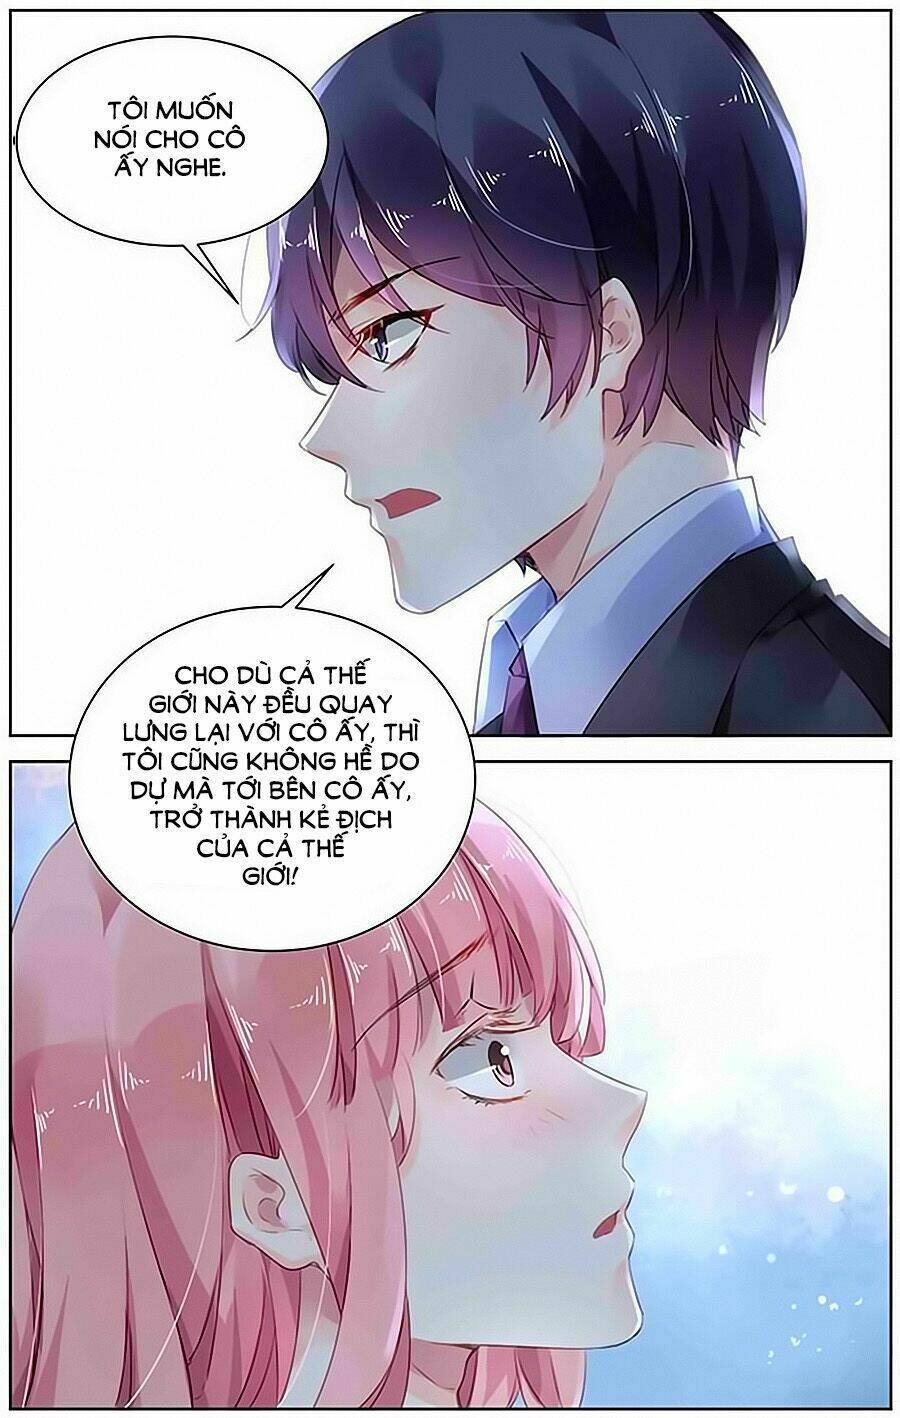 TÔI MUỐN
NÓI CHO CÔ
ẤY NGHE.
CHO DÙ CẢ THẾ
GIỚI NÀY ĐỀU QUAY
LƯNG LẠI VỚI CÔ ẤY, THÌ
TÔI CŨNG KHÔNG HỀ DO
DỰ MÀ TỚI BÊN CÔ ẤY,
TRỞ THÀNH KẺ ĐỊCH
CỦA CẢ THẾ
GIỚI!